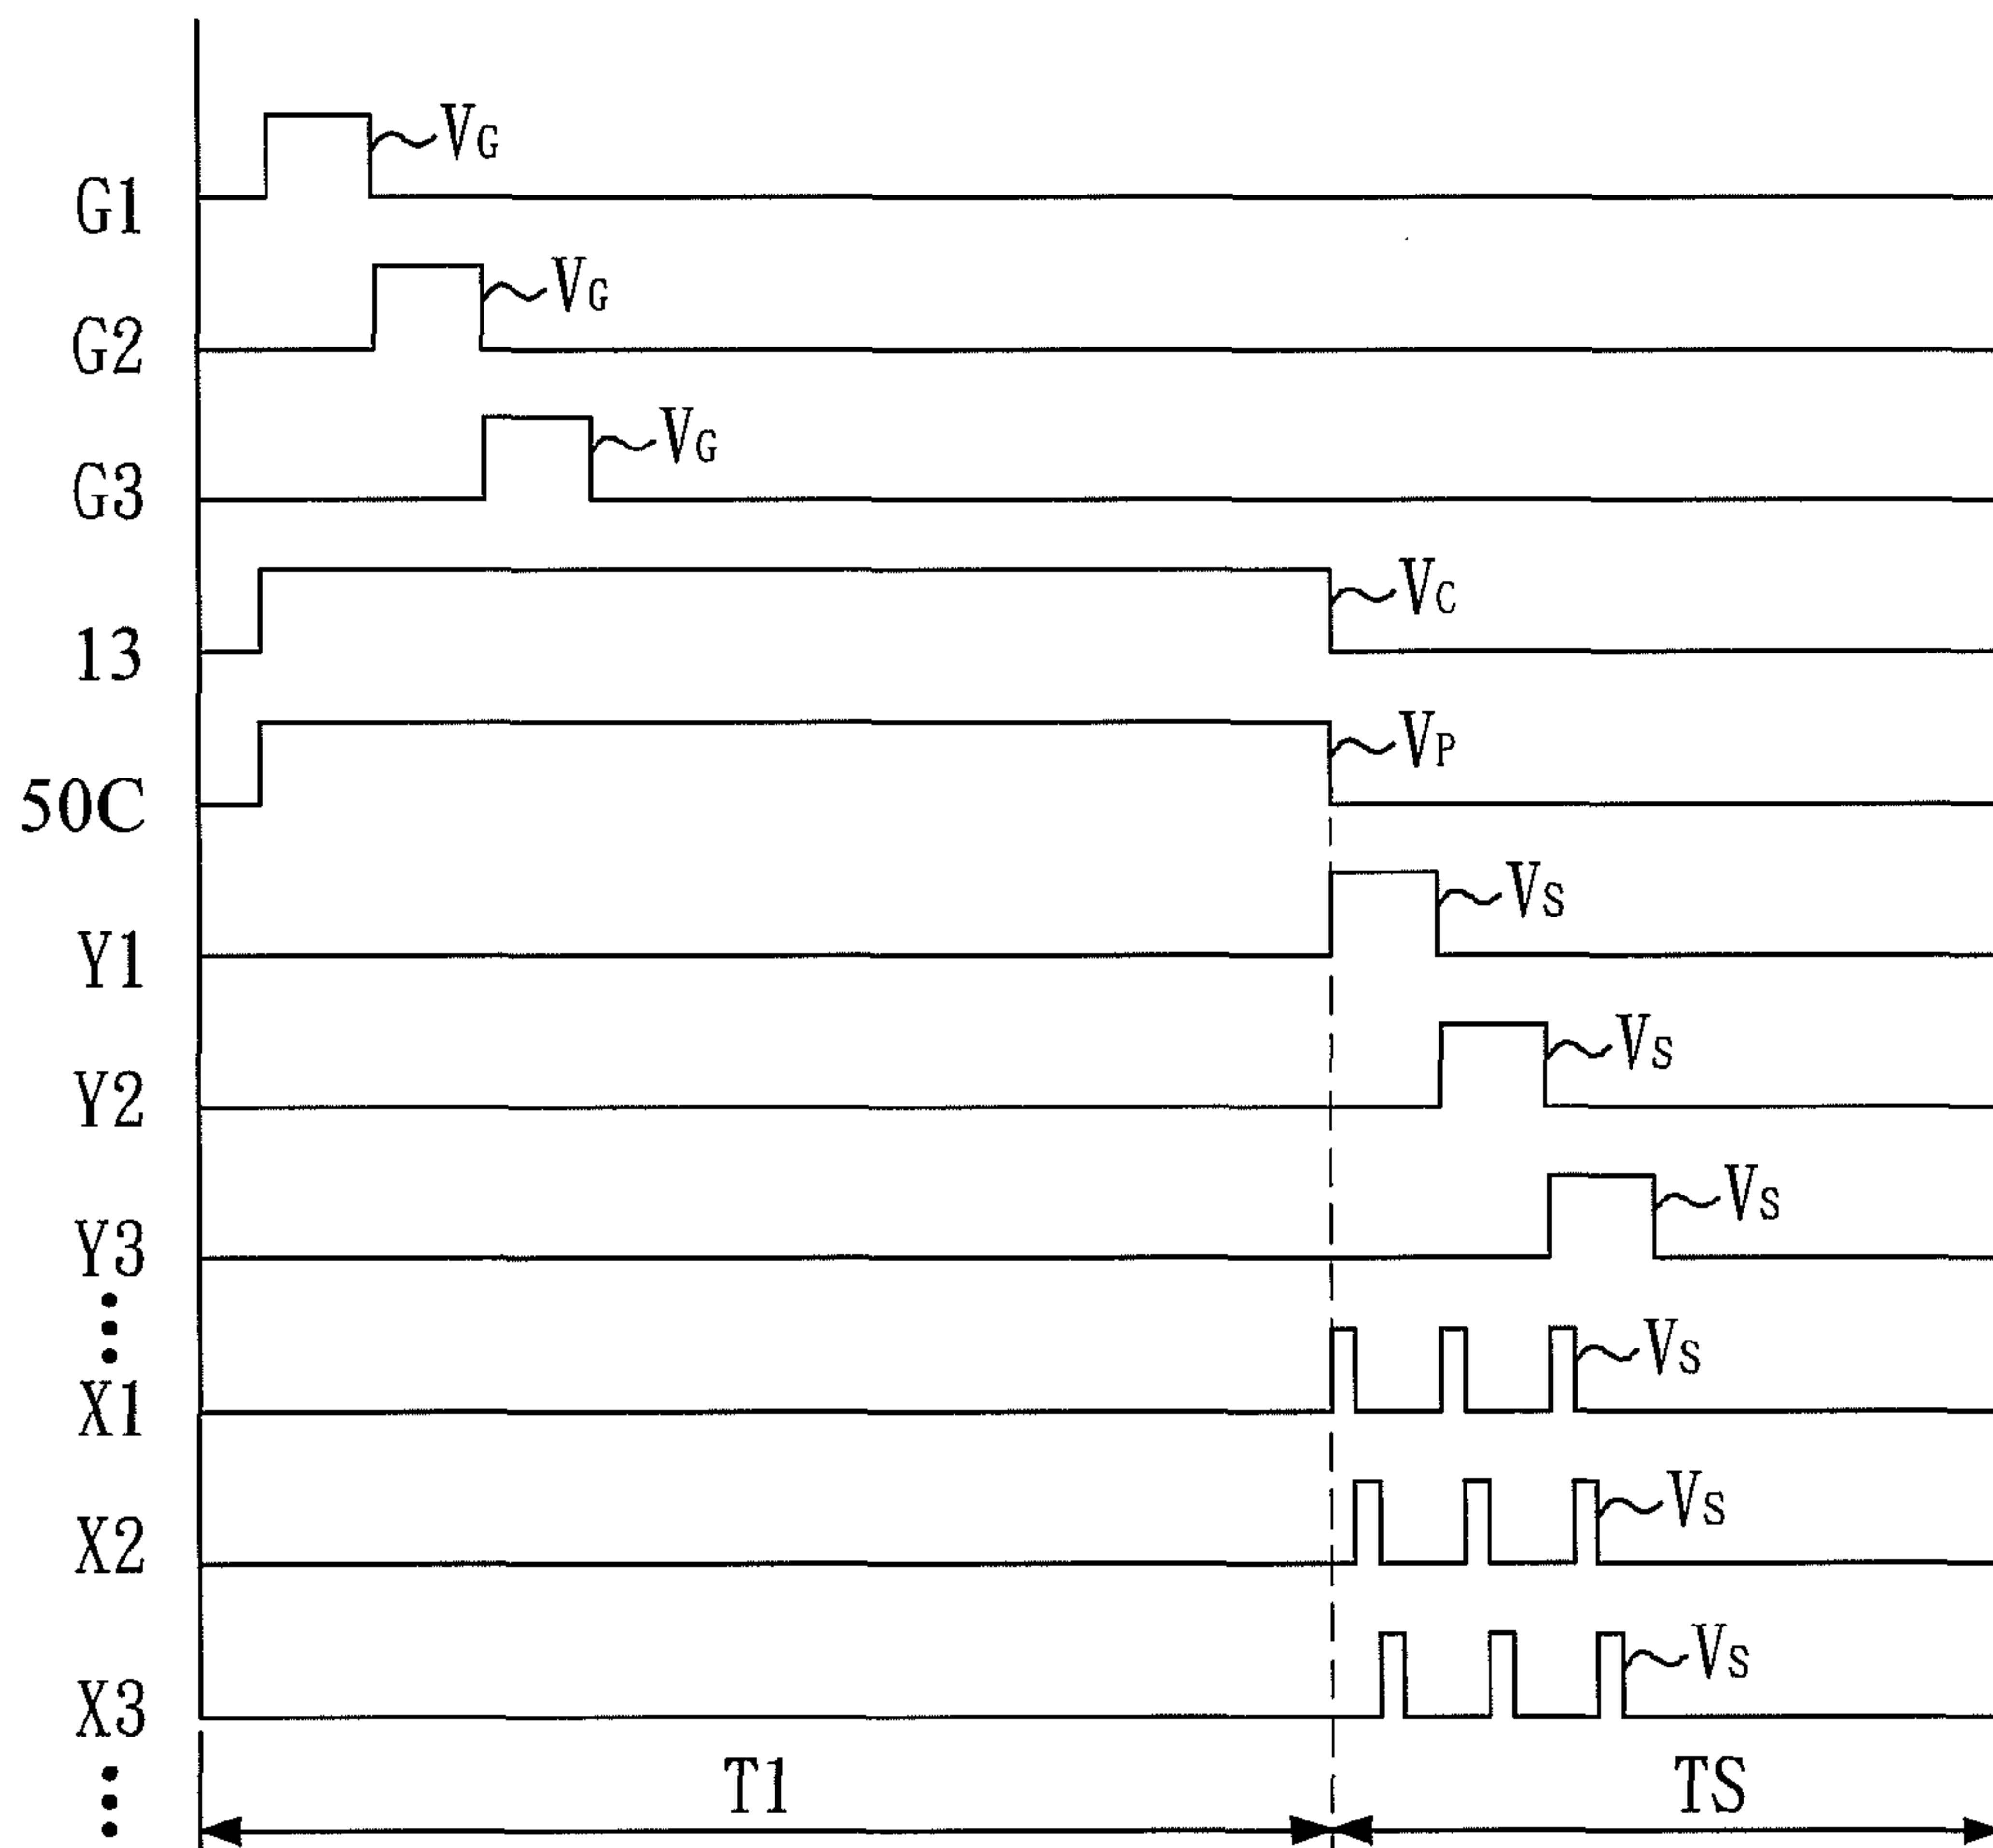 G1 VG
G2 VG
G3 VG
13 VC
50C VP
Y1 VS
Y2 VS
Y3 VS
X1 VS
X2 VS
X3 VS
T1 TS